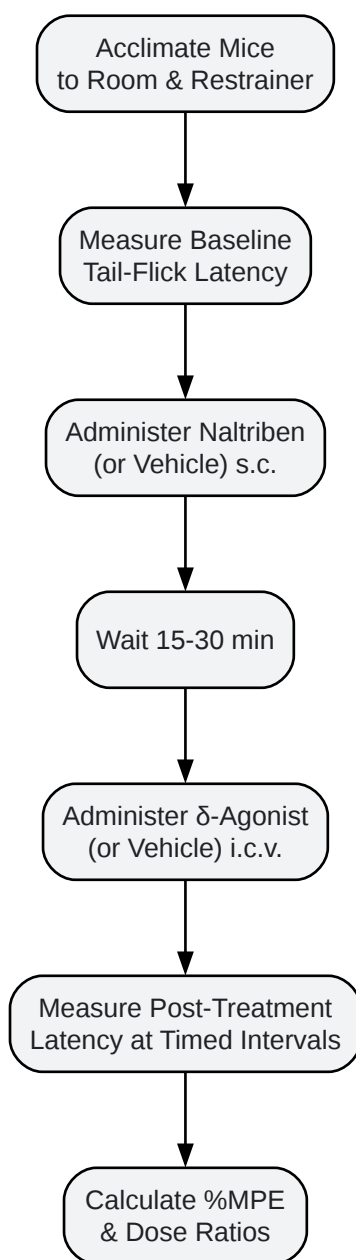 Acclimate Mice
to Room & Restrainer
Measure Baseline
Tail-Flick Latency
Administer Naltriben
(or Vehicle) s.c.
Wait 15-30 min
Administer δ-Agonist
(or Vehicle) i.c.v.
Measure Post-Treatment
Latency at Timed Intervals
Calculate %MPE
& Dose Ratios